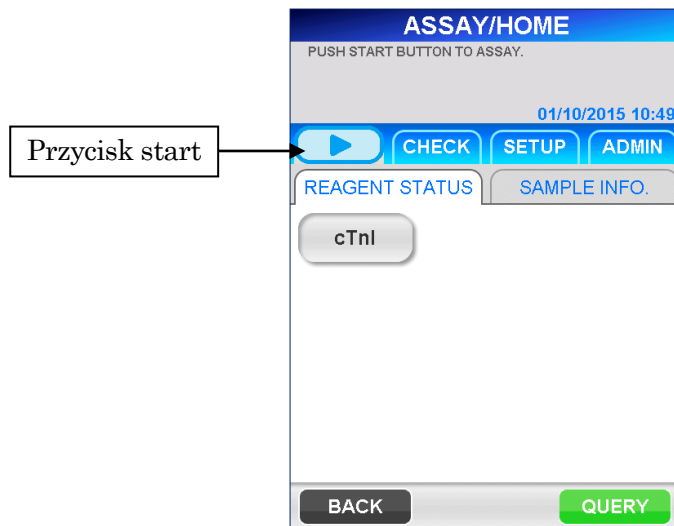 ASSAY/HOME
PUSH START BUTTON TO ASSAY.
01/10/2015 10:49
Przycisk start
CHECK SETUP ADMIN
REAGENT STATUS SAMPLE INFO.
cTnI
BACK QUERY